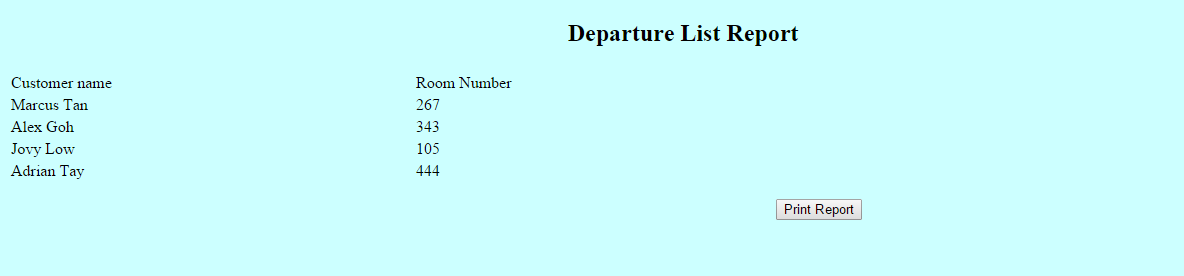 Departure List Report
Customer name Room Number
Marcus Tan 267
Alex Goh 343
Jovy Low 105
Adrian Tay 444
Print Report